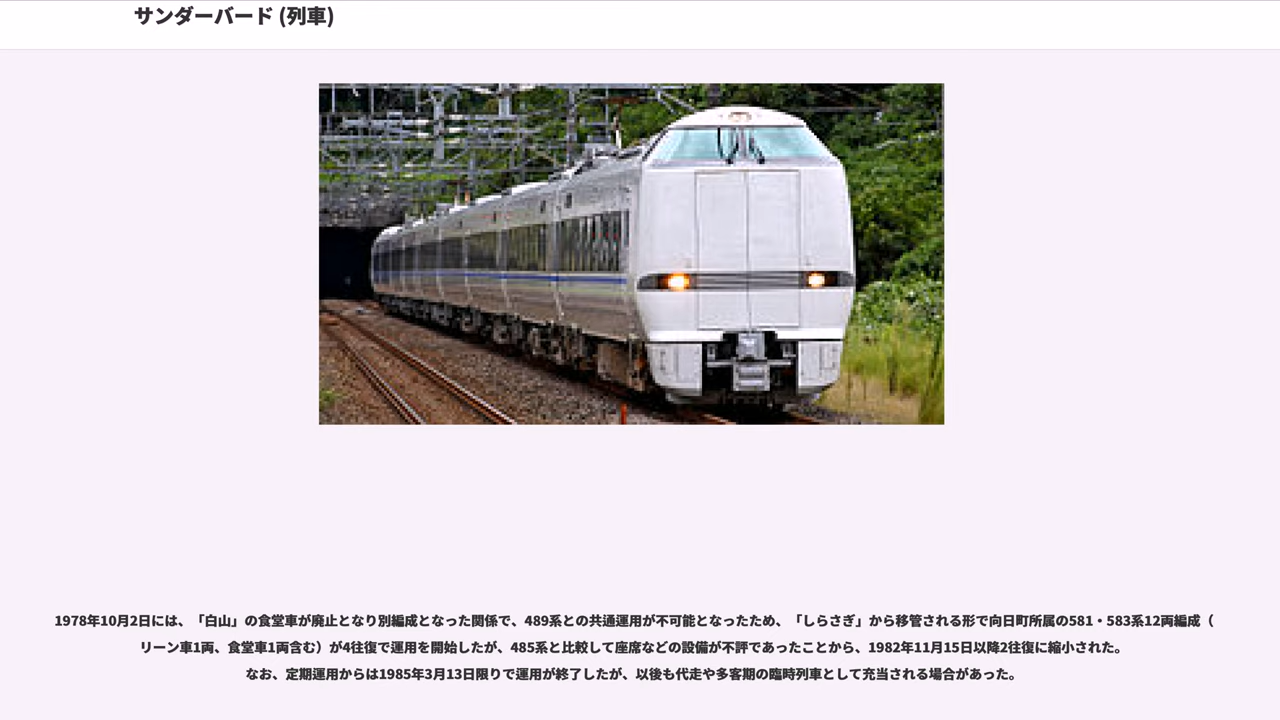 サンダーバード (列車)
1978年10月2日には、「白山」の食堂車が廃止となり別編成となった関係で、489系との共通運用が不可能となったため、「しらさぎ」から移管される形で向日町所属の581・583系12両編成（
リーン車1両、食堂車1両含む）が4往復で運用を開始したが、485系と比較して座席などの設備が不評であったことから、1982年11月15日以降2往復に縮小された。
なお、定期運用からは1985年3月13日限りで運用が終了したが、以後も代走や多客期の臨時列車として充当される場合があった。